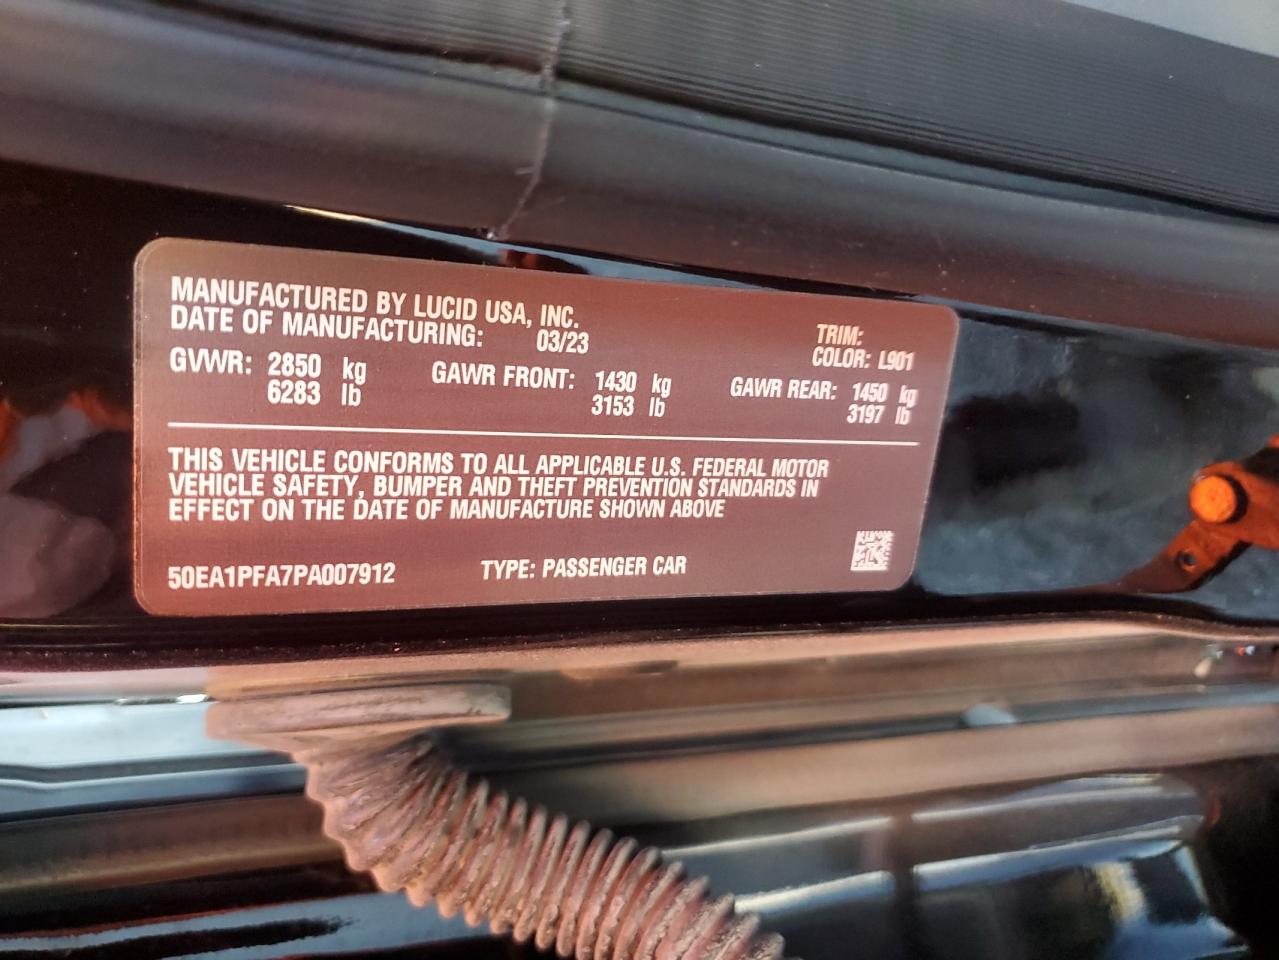 MANUFACTURED BY LUCID USA, INC.
DATE OF MANUFACTURING: 03/23
TRIM:
COLOR: L901
GVWR: 2850 kg GAWR FRONT: 1430 kg GAWR REAR: 1450 kg
6283 lb 3153 lb 3197 lb
THIS VEHICLE CONFORMS TO ALL APPLICABLE U.S. FEDERAL MOTOR
VEHICLE SAFETY, BUMPER AND THEFT PREVENTION STANDARDS IN
EFFECT ON THE DATE OF MANUFACTURE SHOWN ABOVE
50EA1PFA7PA007912 TYPE: PASSENGER CAR